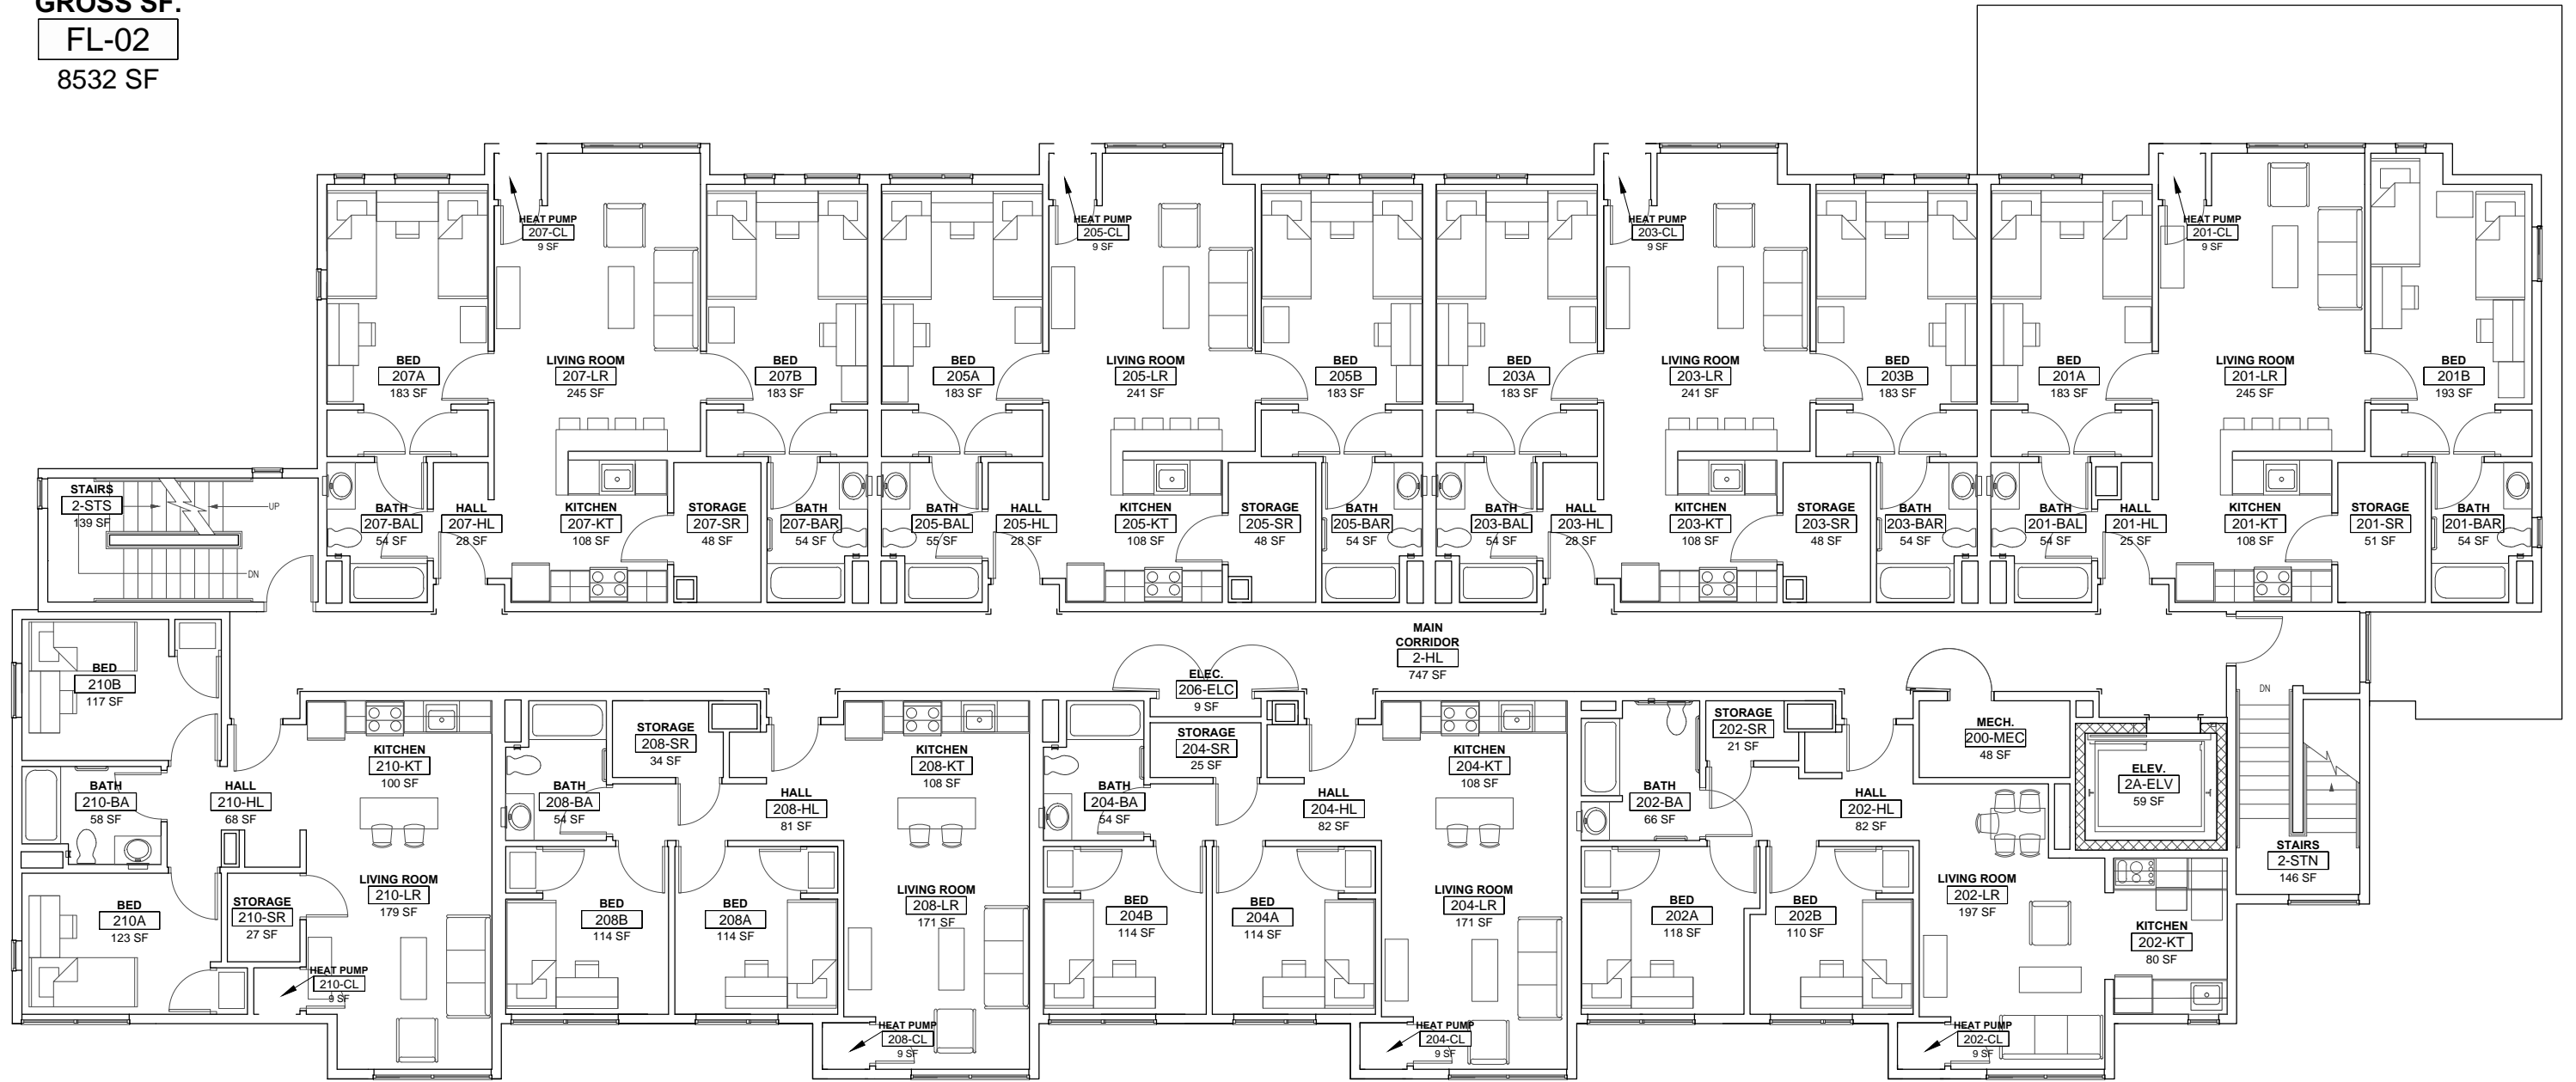 GROSS SF.
FL-02
8532 SF
HEAT PUMP
207-CL
9 SF
HEAT PUMP
205-CL
9 SF
HEAT PUMP
203-CL
9 SF
HEAT PUMP
201-CL
9 SF
BED
207A
183 SF
LIVING ROOM
207-LR
245 SF
BED
207B
183 SF
BED
205A
183 SF
LIVING ROOM
205-LR
241 SF
BED
205B
183 SF
BED
203A
183 SF
LIVING ROOM
203-LR
241 SF
BED
203B
183 SF
BED
201A
183 SF
LIVING ROOM
201-LR
245 SF
BED
201B
193 SF
STAIRS
2-STS
139 SF
UP
DN
BATH
207-BAL
54 SF
HALL
207-HL
28 SF
KITCHEN
207-KT
108 SF
STORAGE
207-SR
48 SF
BATH
207-BAR
54 SF
BATH
205-BAL
55 SF
HALL
205-HL
28 SF
KITCHEN
205-KT
108 SF
STORAGE
205-SR
48 SF
BATH
205-BAR
54 SF
BATH
203-BAL
54 SF
HALL
203-HL
28 SF
KITCHEN
203-KT
108 SF
STORAGE
203-SR
48 SF
BATH
203-BAR
54 SF
BATH
201-BAL
54 SF
HALL
201-HL
25 SF
KITCHEN
201-KT
108 SF
STORAGE
201-SR
51 SF
BATH
201-BAR
54 SF
MAIN
CORRIDOR
2-HL
747 SF
BED
210B
117 SF
ELEC.
206-ELC
9 SF
DN
KITCHEN
210-KT
100 SF
STORAGE
208-SR
34 SF
KITCHEN
208-KT
108 SF
STORAGE
204-SR
25 SF
KITCHEN
204-KT
108 SF
STORAGE
202-SR
21 SF
MECH.
200-MEC
48 SF
ELEV.
2A-ELV
59 SF
BATH
210-BA
58 SF
HALL
210-HL
68 SF
BATH
208-BA
54 SF
HALL
208-HL
81 SF
BATH
204-BA
54 SF
HALL
204-HL
82 SF
BATH
202-BA
66 SF
HALL
202-HL
82 SF
STAIRS
2-STN
146 SF
BED
210A
123 SF
STORAGE
210-SR
27 SF
LIVING ROOM
210-LR
179 SF
BED
208B
114 SF
BED
208A
114 SF
LIVING ROOM
208-LR
171 SF
BED
204B
114 SF
BED
204A
114 SF
LIVING ROOM
204-LR
171 SF
BED
202A
118 SF
BED
202B
110 SF
LIVING ROOM
202-LR
197 SF
KITCHEN
202-KT
80 SF
HEAT PUMP
210-CL
9 SF
HEAT PUMP
208-CL
9 SF
HEAT PUMP
204-CL
9 SF
HEAT PUMP
202-CL
9 SF